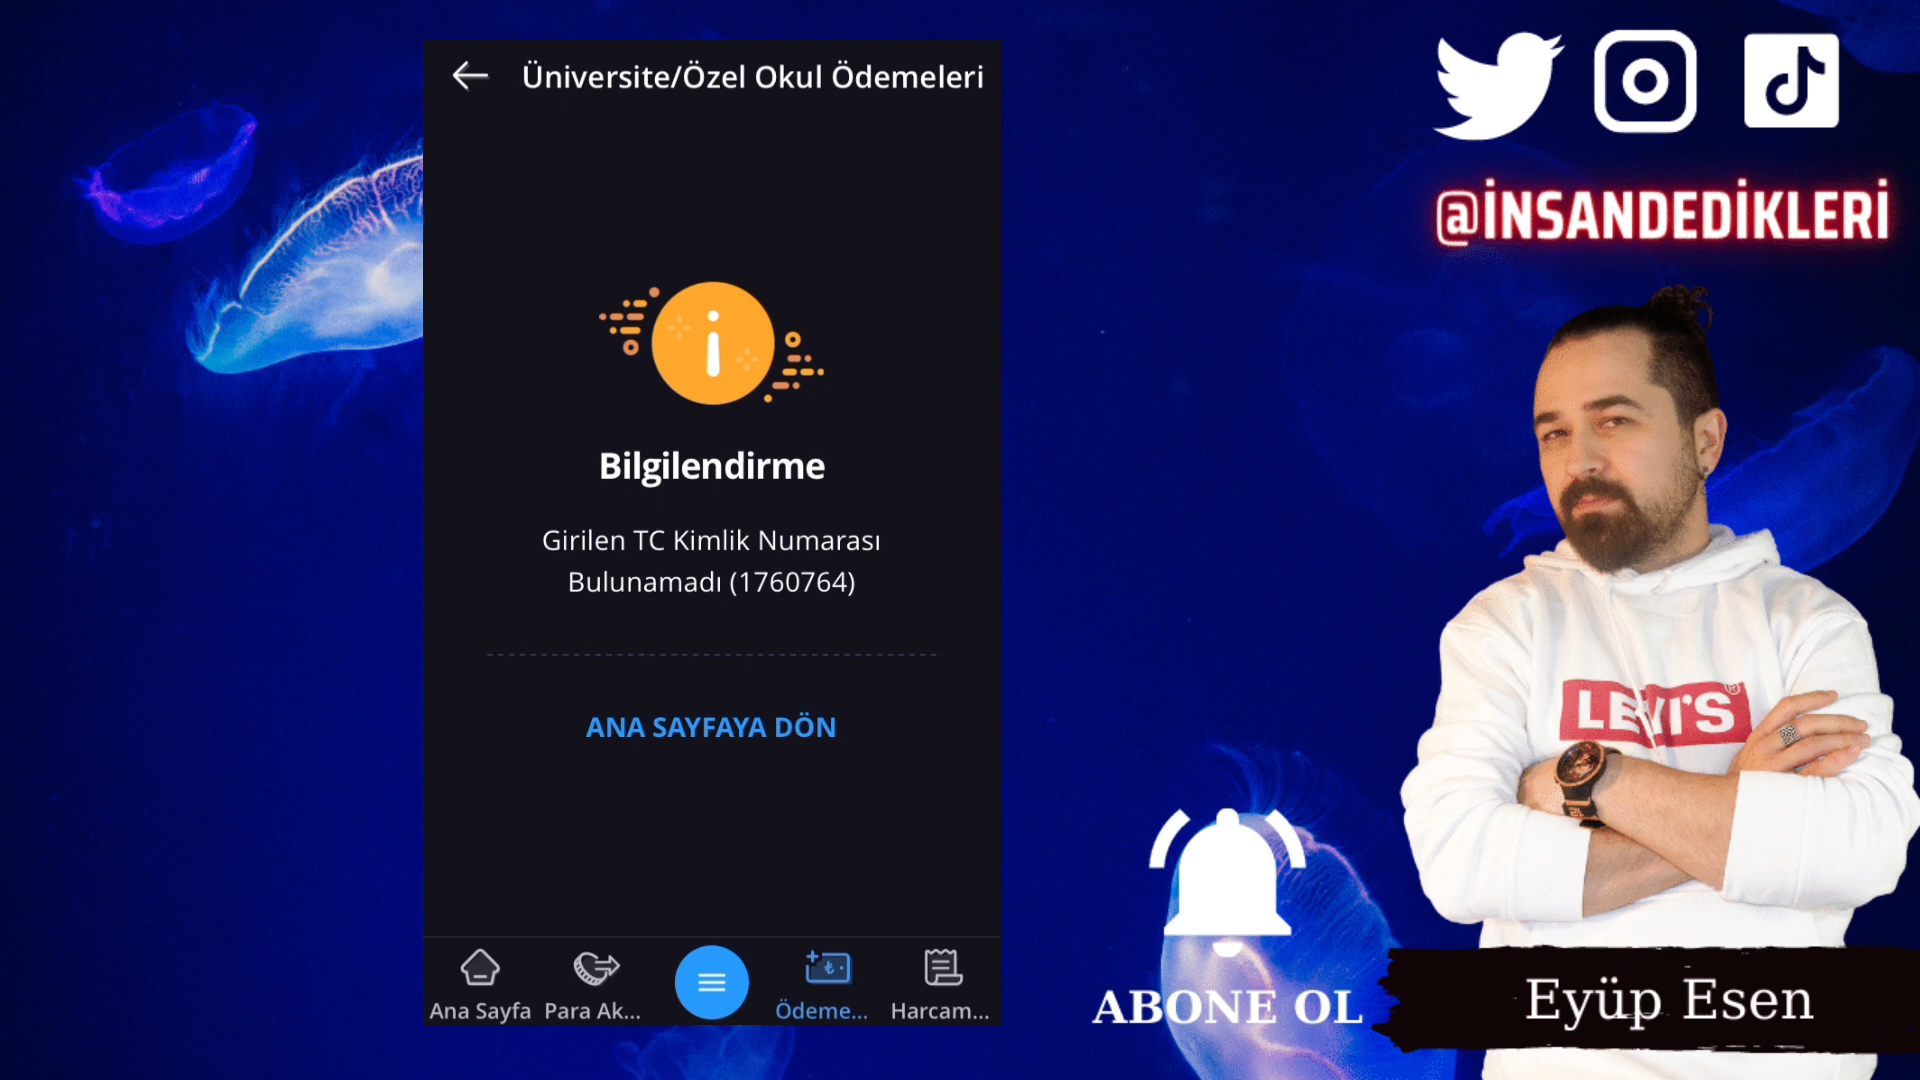 Üniversite/Özel Okul Ödemeleri
Bilgilendirme
Girilen TC Kimlik Numarası
Bulunamadı (1760764)
ANA SAYFAYA DÖN
Ana Sayfa
Para Ak...
Ödeme...
Harcam...
@İNSANDEDİKLERİ
LEVI'S®
ABONE OL
Eyüp Esen